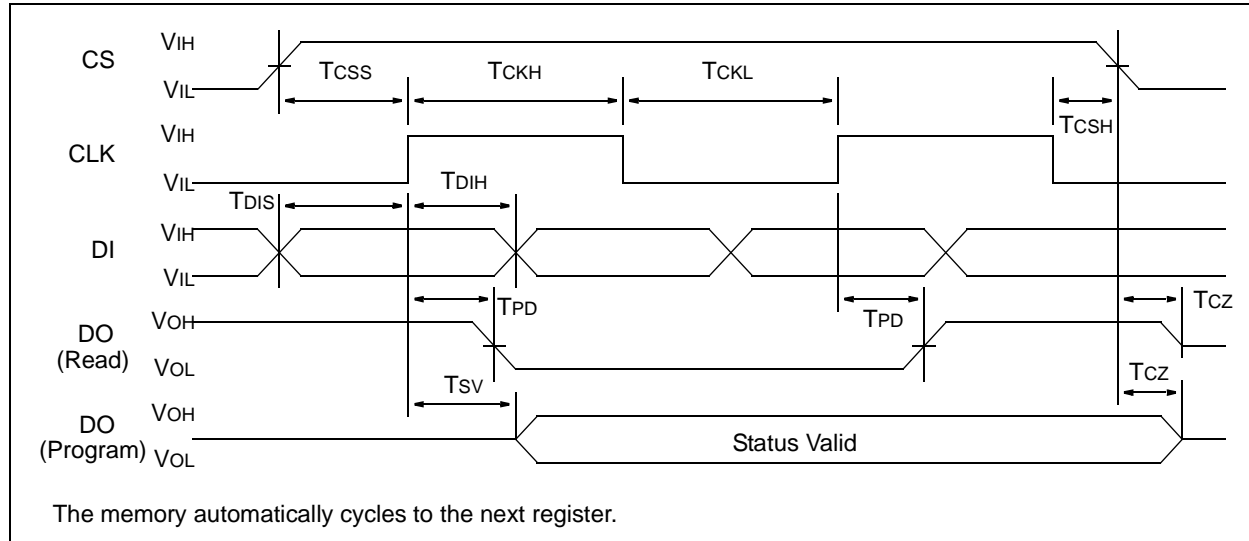 CS
VIH
VIL
TCSS
TCKH
TCKL
TCSH
CLK
VIH
VIL
TDIS
TDIH
DI
VIH
VIL
TPD
TPD
TCZ
DO
(Read)
VOH
VOL
TSV
TCZ
DO
(Program)
VOH
VOL
Status Valid
The memory automatically cycles to the next register.